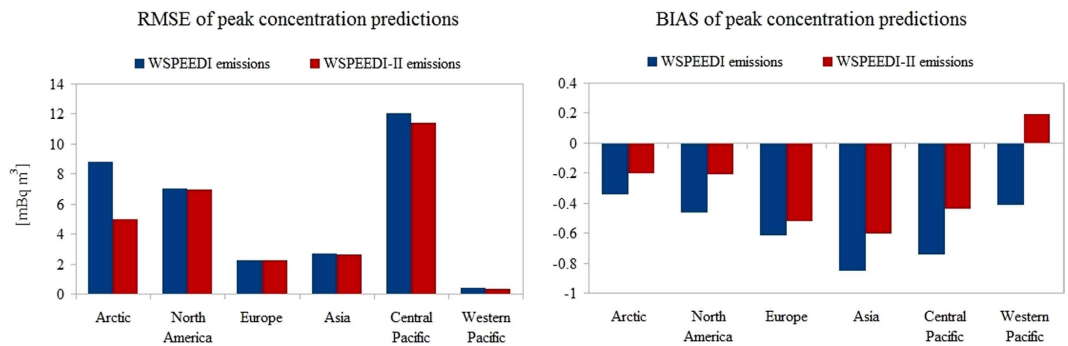 RMSE of peak concentration predictions
WSPEEDI emissions WSPEEDI-II emissions
[mBq m³]
14
12
10
8
6
4
2
0
Arctic North America Europe Asia Central Pacific Western Pacific
BIAS of peak concentration predictions
WSPEEDI emissions WSPEEDI-II emissions
0.4
0.2
0
-0.2
-0.4
-0.6
-0.8
-1
Arctic North America Europe Asia Central Pacific Western Pacific